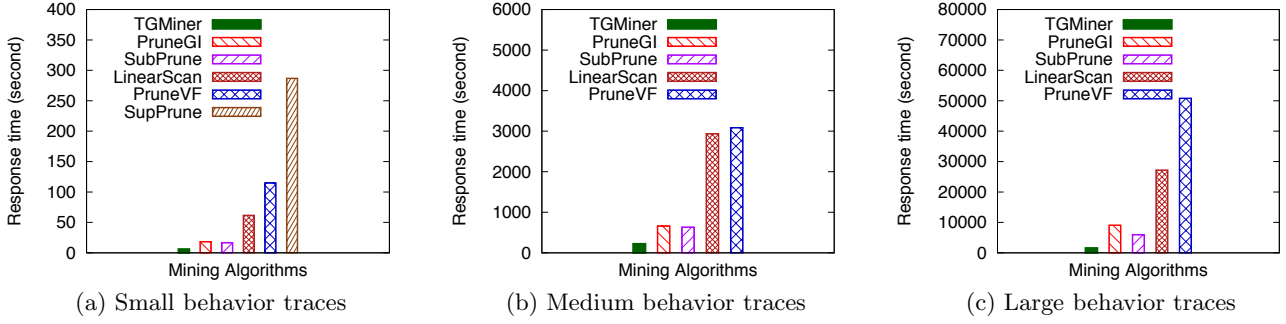 Response time (second)
400
350
300
250
200
150
100
50
0
TGMiner
PruneGI
SubPrune
LinearScan
PruneVF
SupPrune
Mining Algorithms
(a) Small behavior traces
Response time (second)
6000
5000
4000
3000
2000
1000
0
TGMiner
PruneGI
SubPrune
LinearScan
PruneVF
Mining Algorithms
(b) Medium behavior traces
Response time (second)
80000
70000
60000
50000
40000
30000
20000
10000
0
TGMiner
PruneGI
SubPrune
LinearScan
PruneVF
Mining Algorithms
(c) Large behavior traces